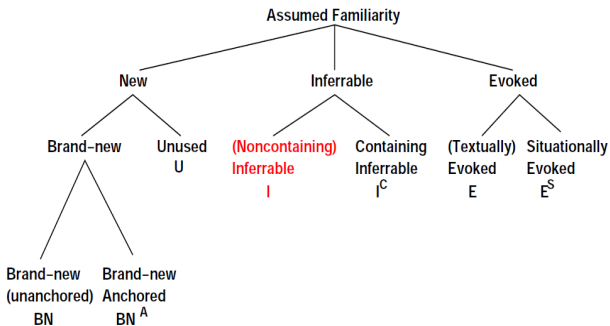 Assumed Familiarity
New Inferrable Evoked
Brand-new Unused (Noncontaining) Containing (Textually) Situationally
U Inferrable Inferrable Evoked Evoked
I I^C E E^S
Brand-new Brand-new
(unanchored) Anchored
BN BN^A